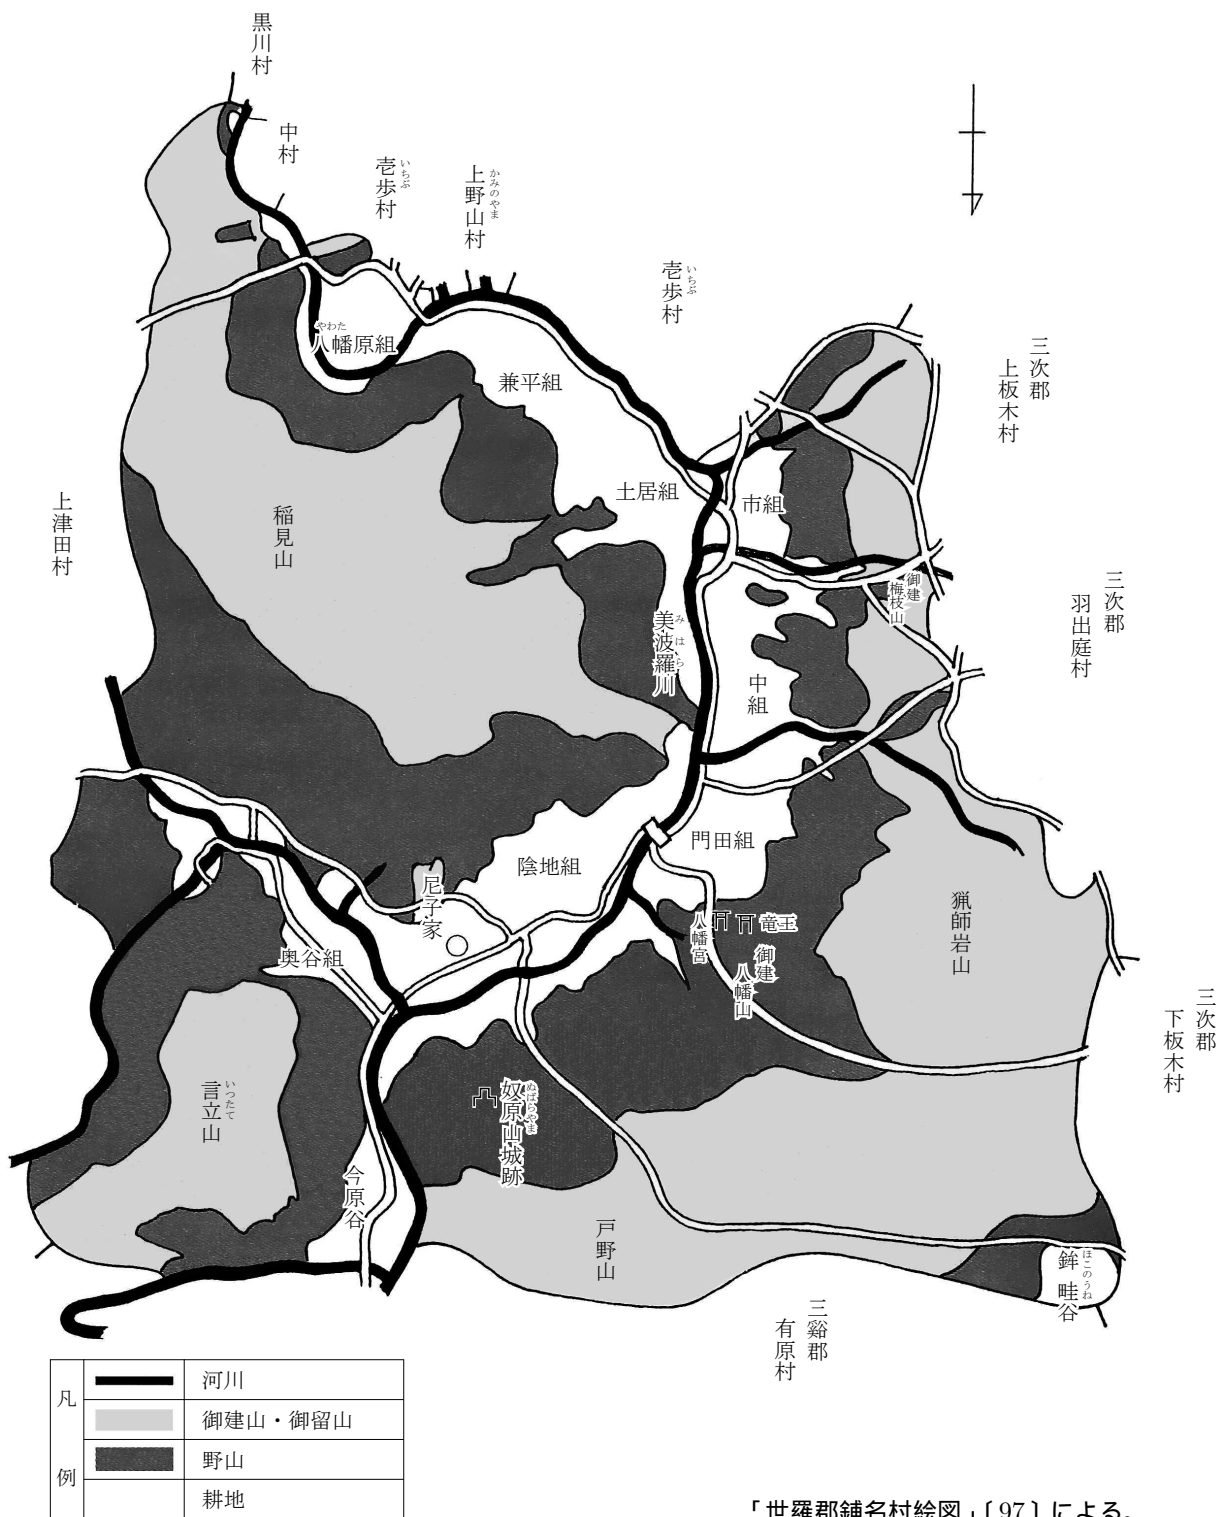 黒川村
中村
壱歩村
いちぶ
上野山村
かみのやま
壱歩村
いちぶ
三次郡
上板木村
八幡原組
やわた
兼平組
土居組
市組
上津田村
稲見山
御建
梅枝山
三次郡
羽出庭村
美波羅川
みはら
中組
門田組
陰地組
尼子家
奥谷組
八幡宮
竜王
御建
八幡山
猟師岩山
三次郡
下板木村
言立山
いつたて
奴原山城跡
ぬばらやま
今原谷
戸野山
鉾畦谷
ほこのうね
三谿郡
有原村
凡例
河川
御建山・御留山
野山
耕地
「世羅郡鋪名村絵図」〔97〕による。